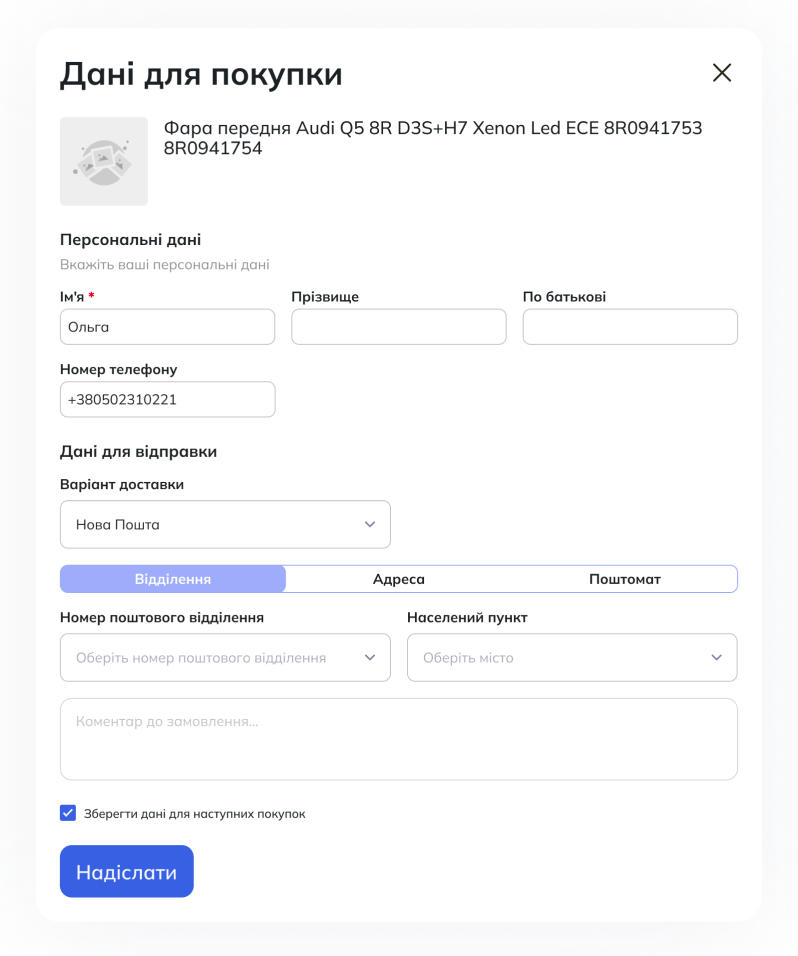 Дані для покупки
Фара передня Audi Q5 8R D3S+H7 Xenon Led ECE 8R0941753
8R0941754
Персональні дані
Вкажіть ваші персональні дані
Ім'я *
Прізвище
По батькові
Ольга
Номер телефону
+380502310221
Дані для відправки
Варіант доставки
Нова Пошта
Відділення
Адреса
Поштомат
Номер поштового відділення
Населений пункт
Оберіть номер поштового відділення
Оберіть місто
Коментар до замовлення...
Зберегти дані для наступних покупок
Надіслати